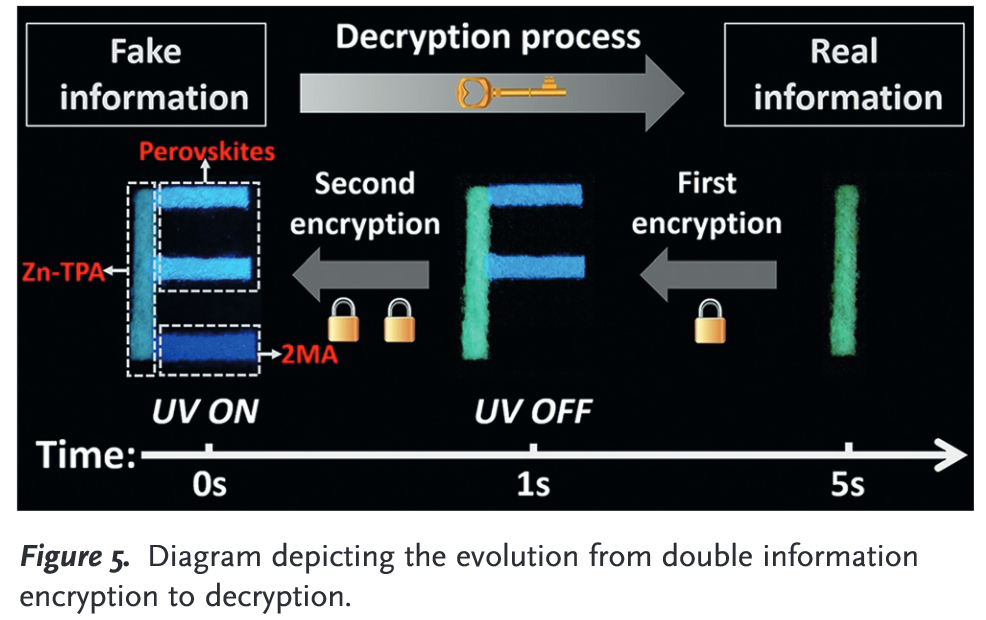 Fake
information
Decryption process
Real
information
Perovskites
Second
encryption
First
encryption
Zn-TPA
2MA
UV ON
UV OFF
Time:
0s
1s
5s
Figure 5. Diagram depicting the evolution from double information
encryption to decryption.